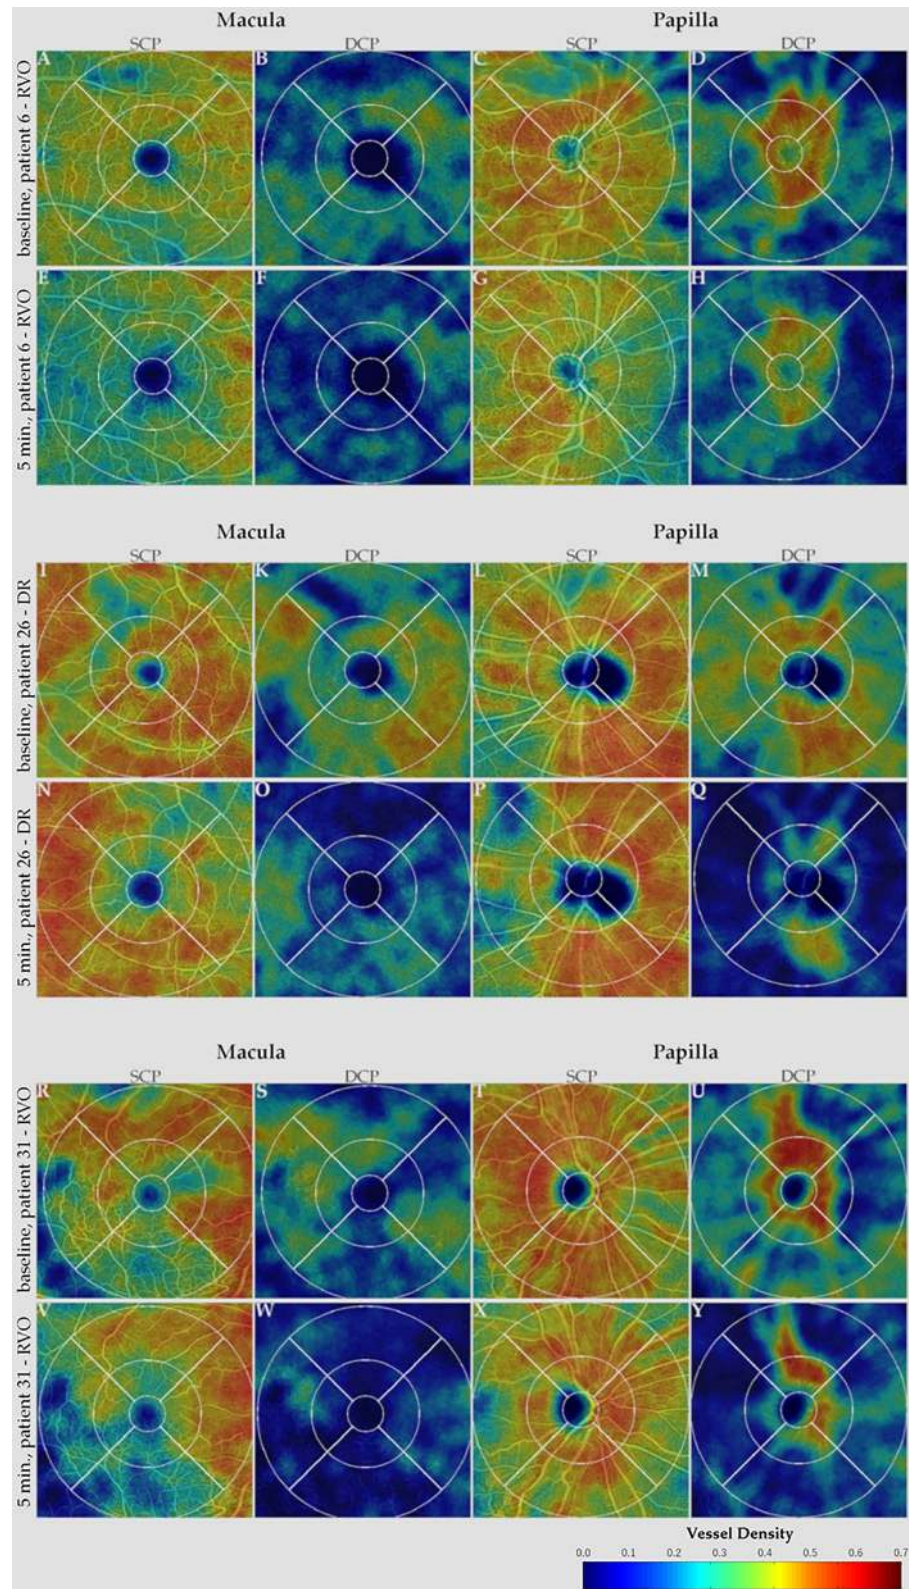 Macula Papilla
SCP DCP SCP DCP
baseline, patient 6 - RVO
A B C D
5 min., patient 6 - RVO
E F G H
Macula Papilla
SCP DCP SCP DCP
baseline, patient 26 - DR
I K L M
5 min., patient 26 - DR
N O P Q
Macula Papilla
SCP DCP SCP DCP
baseline, patient 31 - RVO
R S T U
5 min., patient 31 - RVO
V W X Y
Vessel Density
0.0 0.1 0.2 0.3 0.4 0.5 0.6 0.7